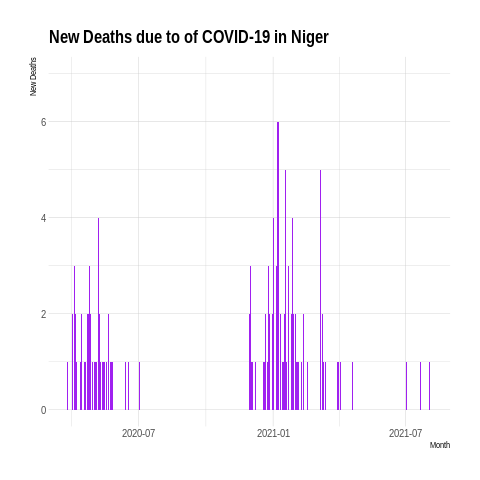 New Deaths due to of COVID-19 in Niger
New Deaths
6
4
2
0
2020-07
2021-01
2021-07
Month